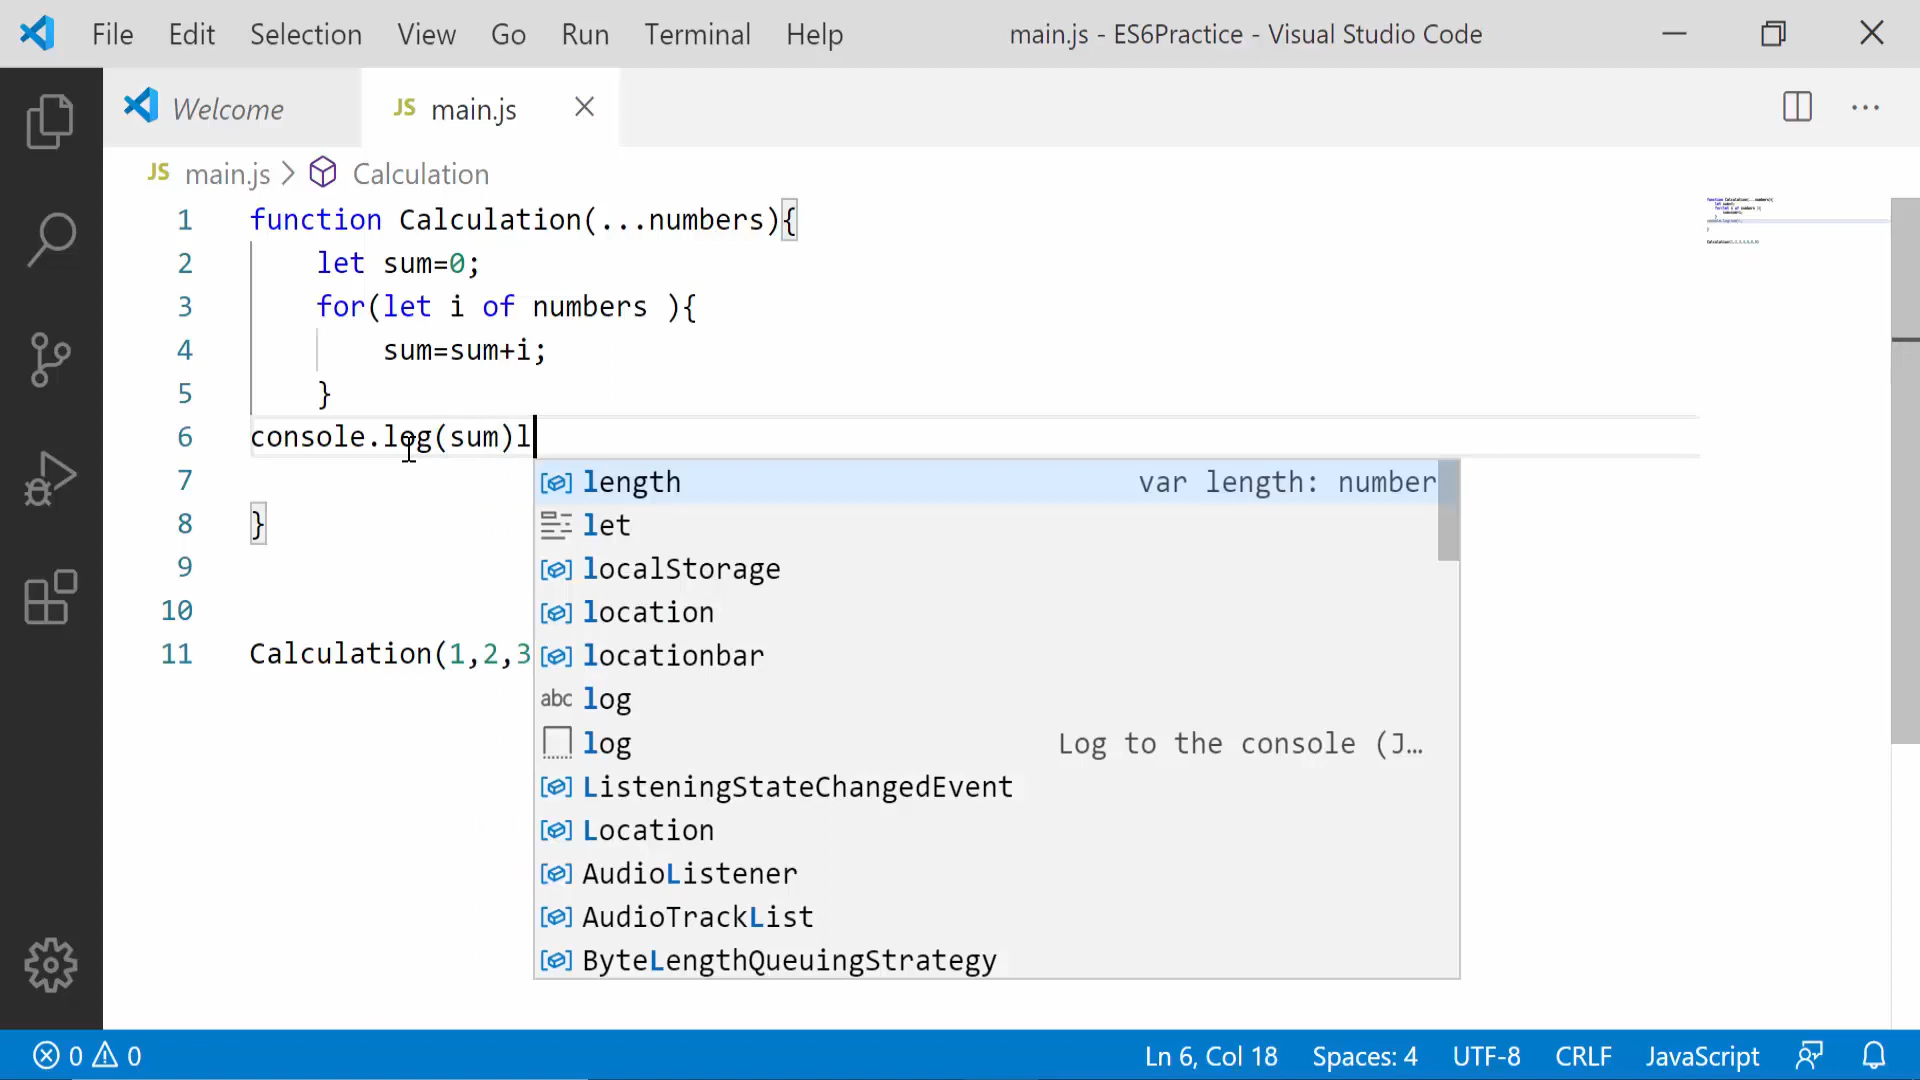 File Edit Selection View Go Run Terminal Help main.js - ES6Practice - Visual Studio Code
Welcome JS main.js
JS main.js > Calculation
1 function Calculation(...numbers){
2 let sum=0;
3 for(let i of numbers ){
4 sum=sum+i;
5 }
6 console.log(sum)l
7
8 }
9
10
11 Calculation(1,2,3
length var length: number
let
localStorage
location
locationbar
abc log
log Log to the console (J…
ListeningStateChangedEvent
Location
AudioListener
AudioTrackList
ByteLengthQueuingStrategy
0 0 Ln 6, Col 18 Spaces: 4 UTF-8 CRLF JavaScript